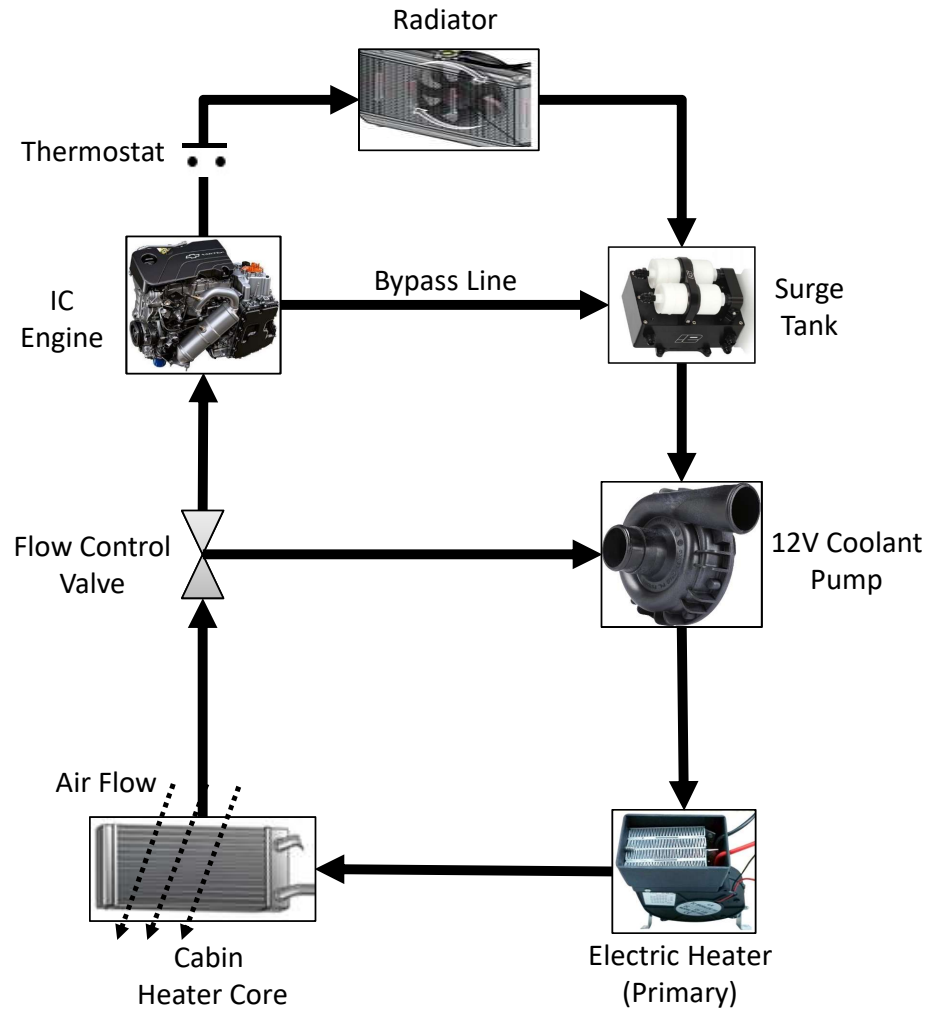 Radiator
Thermostat
IC
Engine
Bypass Line
Surge
Tank
Flow Control
Valve
12V Coolant
Pump
Air Flow
Cabin
Heater Core
Electric Heater
(Primary)